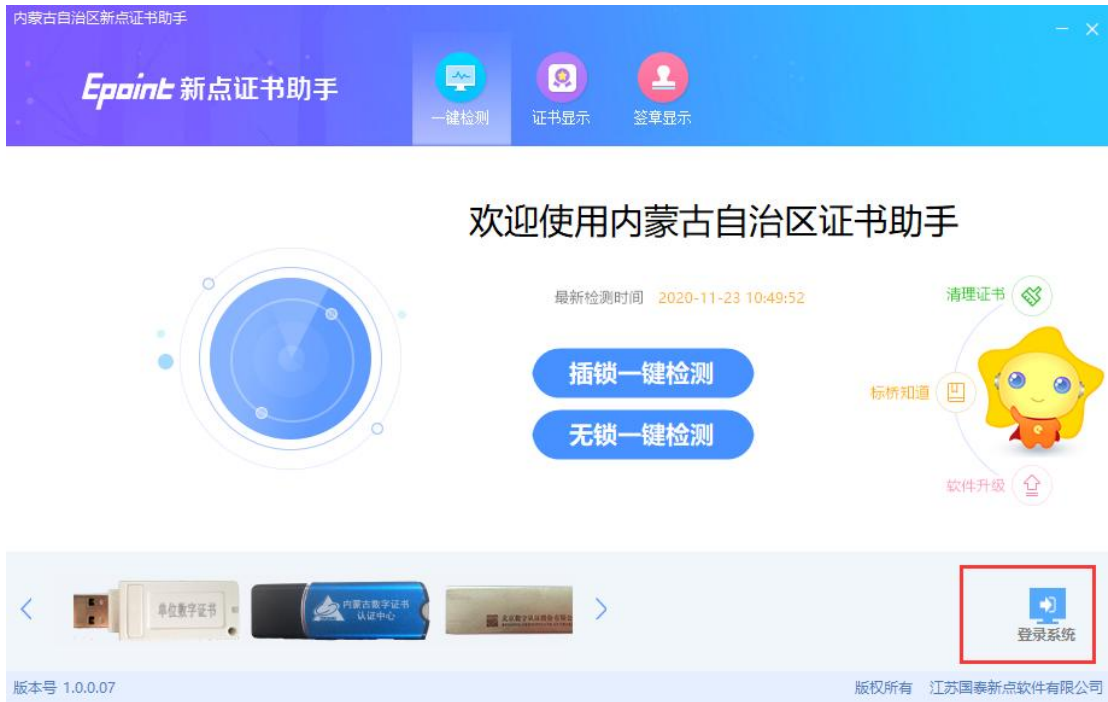 内蒙古自治区新点证书助手
Epoint 新点证书助手
一键检测
证书显示
签章显示
欢迎使用内蒙古自治区证书助手
最新检测时间 2020-11-23 10:49:52
清理证书
插锁一键检测
标桥知道
无锁一键检测
软件升级
单位数字证书
内蒙古数字证书
认证中心
登录系统
版本号 1.0.0.07
版权所有 江苏国泰新点软件有限公司